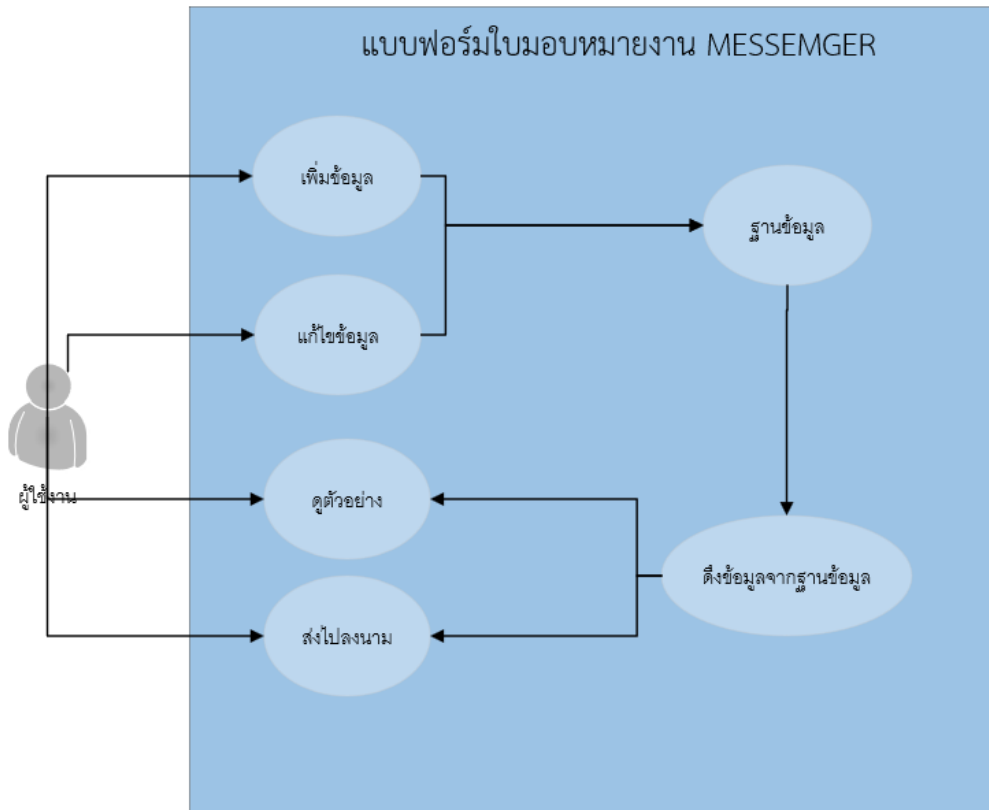 แบบฟอร์มใบมอบหมายงาน MESSEMGER
เพิ่มข้อมูล
ฐานข้อมูล
แก้ไขข้อมูล
ผู้ใช้งาน
ดูตัวอย่าง
ดึงข้อมูลจากฐานข้อมูล
ส่งไปลงนาม